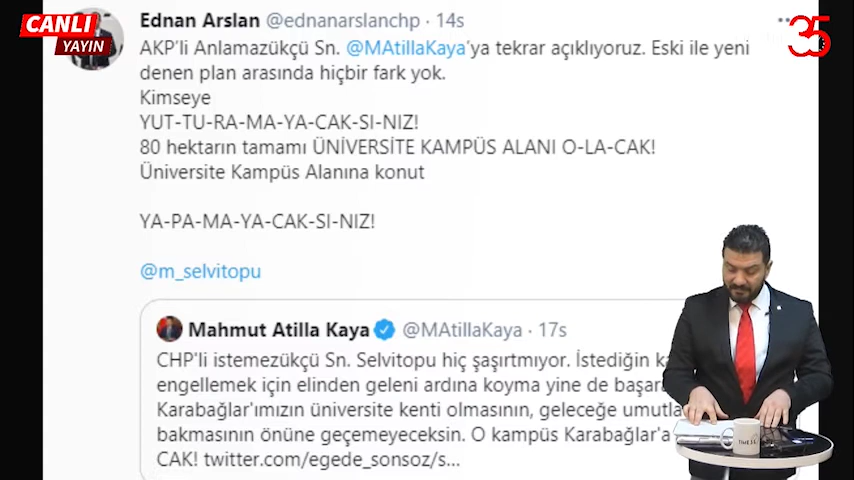 CANLI
YAYIN
35
Ednan Arslan @ednanarslanchp · 14s
AKP'li Anlamazükçü Sn. @MAtillaKaya'ya tekrar açıklıyoruz. Eski ile yeni
denen plan arasında hiçbir fark yok.
Kimseye
YUT-TU-RA-MA-YA-CAK-SI-NIZ!
80 hektarın tamamı ÜNİVERSİTE KAMPÜS ALANI O-LA-CAK!
Üniversite Kampüs Alanına konut
YA-PA-MA-YA-CAK-SI-NIZ!
@m_selvitopu
Mahmut Atilla Kaya @MAtillaKaya · 17s
CHP'li istemezükçü Sn. Selvitopu hiç şaşırtmıyor. İstediğin
engellemek için elinden geleni ardına koyma yine de
Karabağlar'ımızın üniversite kenti olmasının, geleceğe
bakmasının önüne geçemeyeceksin. O kampüs Karabağlar'a
CAK! twitter.com/egede_sonsoz/s...